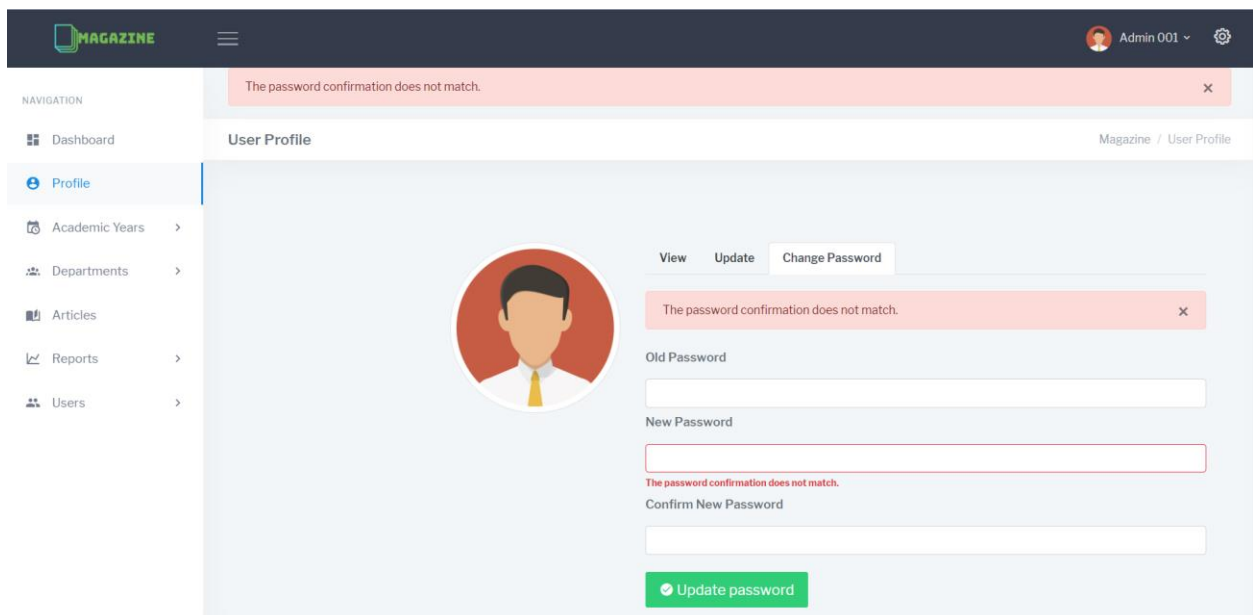 MAGAZINE
Admin 001
The password confirmation does not match.
NAVIGATION
Dashboard
Profile
Academic Years
Departments
Articles
Reports
Users
User Profile
Magazine / User Profile
View Update Change Password
The password confirmation does not match.
Old Password
New Password
The password confirmation does not match.
Confirm New Password
Update password